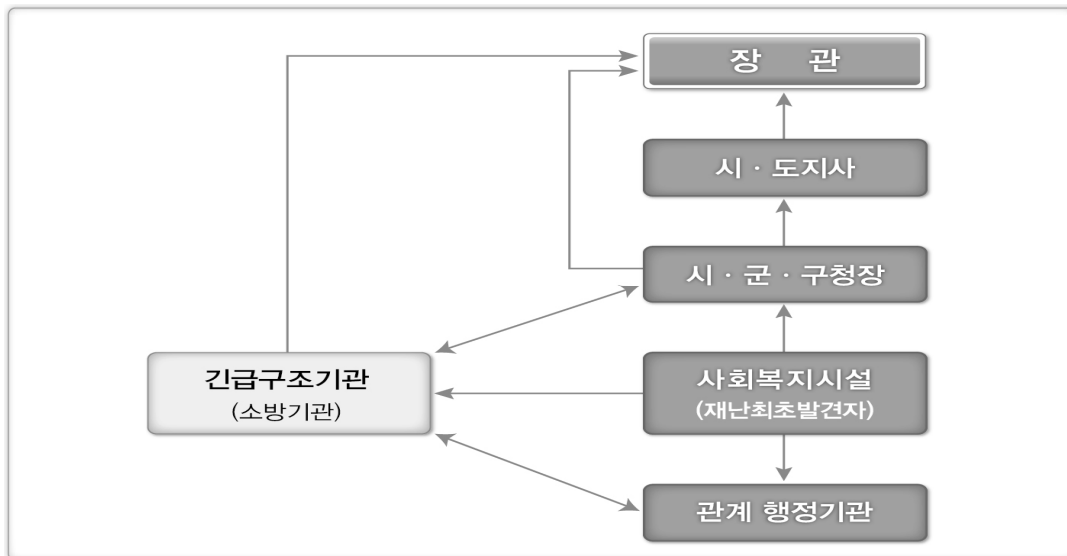 장 관
시 · 도지사
시 · 군 · 구청장
긴급구조기관
(소방기관)
사회복지시설
(재난최초발견자)
관계 행정기관